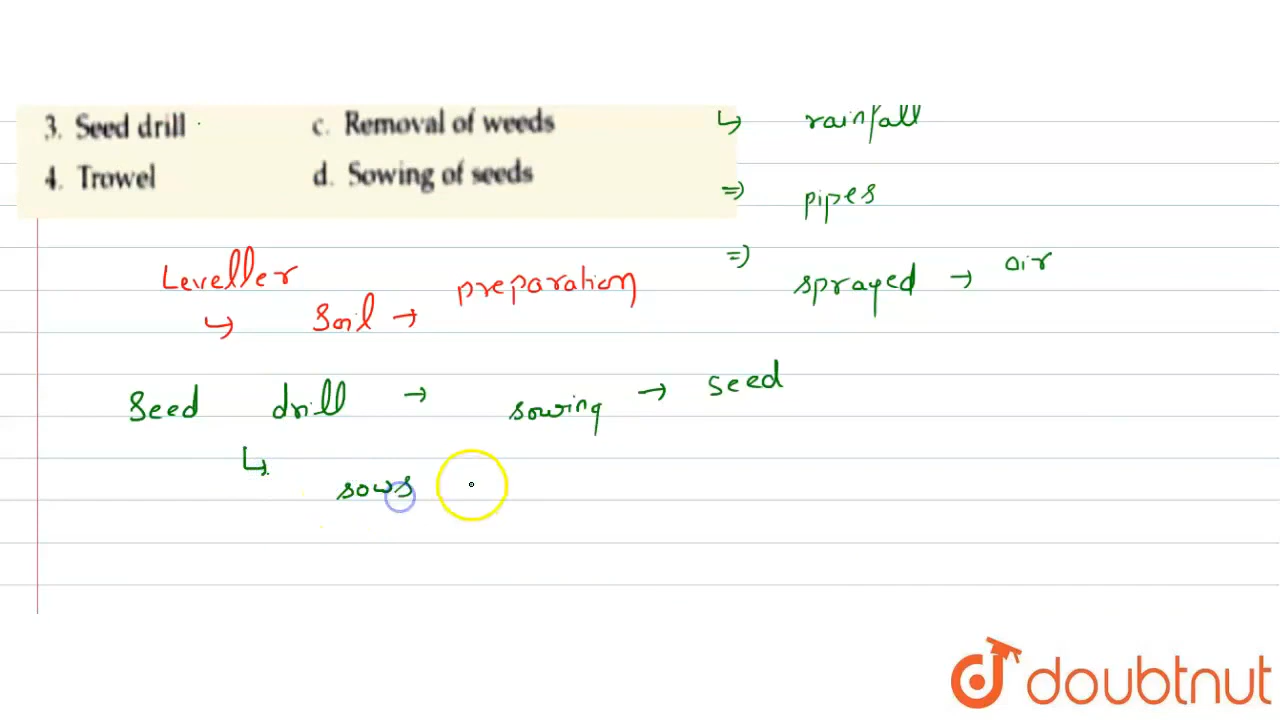 3. Seed drill c. Removal of weeds
4. Trowel d. Sowing of seeds
↳ rainfall
⇒ pipes
⇒ sprayed → air
Leveller
↳ Soil → preparation
Seed drill → sowing → seed
↳ sows
doubtnut